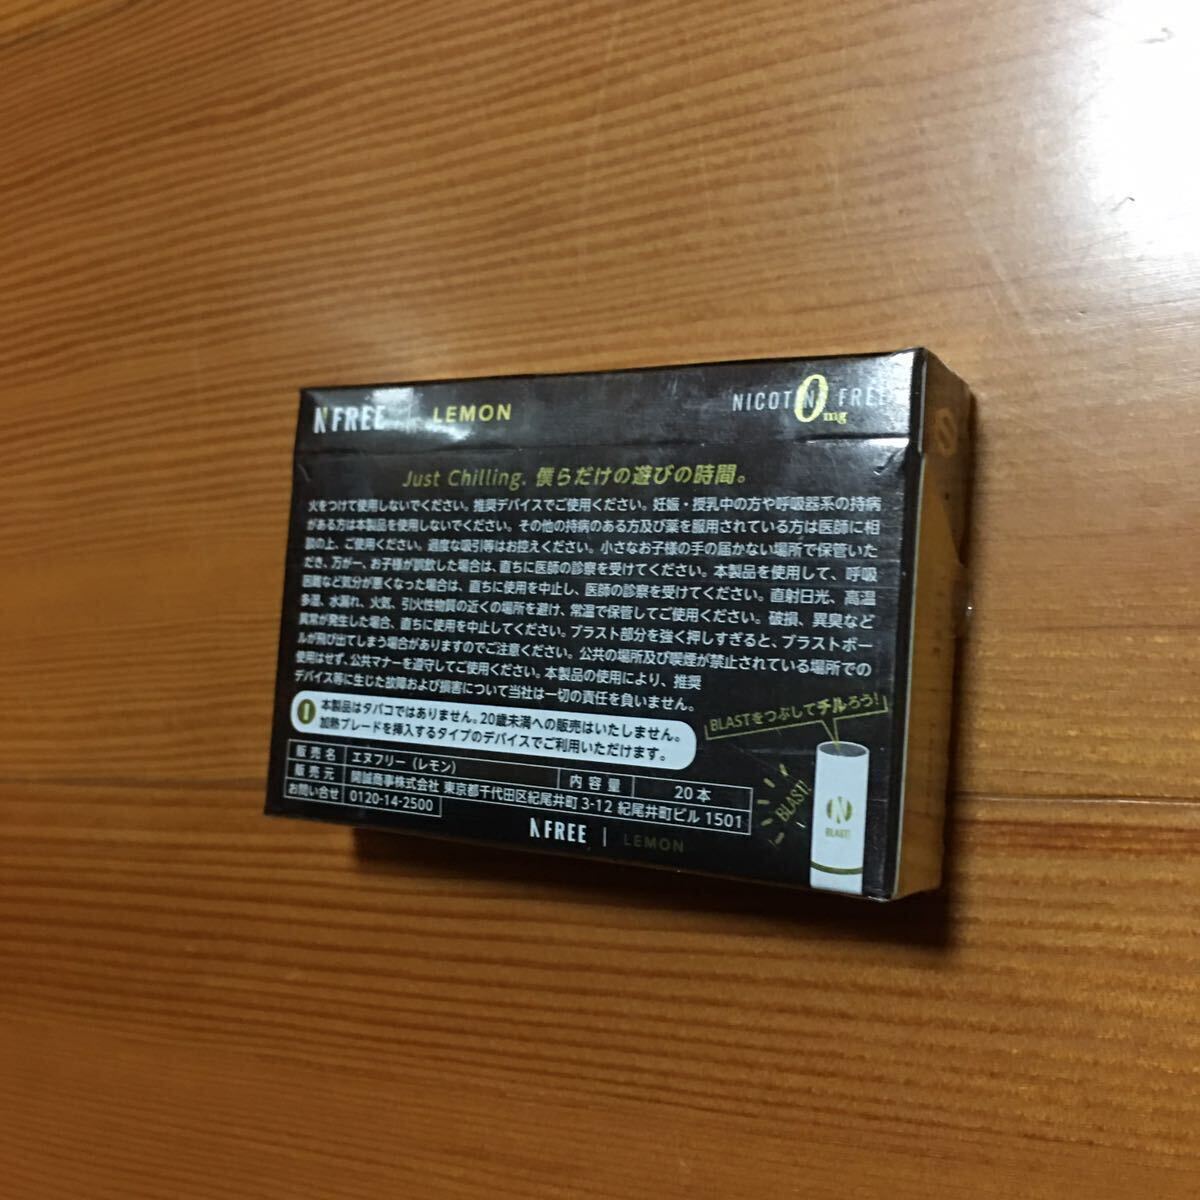 N FREE | LEMON
NICOTINE FREE
0mg
Just Chilling. 僕らだけの遊びの時間。
火をつけて使用しないでください。推奨デバイスでご使用ください。妊娠・授乳中の方や呼吸器系の持病
がある方は本製品を使用しないでください。その他の持病のある方及び薬を服用されている方は医師に相
談の上、ご使用ください。過度な吸引等はお控えください。小さなお子様の手の届かない場所で保管いた
だき、万が一、お子様が誤飲した場合は、直ちに医師の診察を受けてください。本製品を使用して、呼吸
困難など気分が悪くなった場合は、直ちに使用を中止し、医師の診察を受けてください。直射日光、高温
多湿、水漏れ、火気、引火性物質の近くの場所を避け、常温で保管してご使用ください。破損、異臭など
異常が発生した場合、直ちに使用を中止してください。ブラスト部分を強く押しすぎると、ブラストボー
ルが飛び出てしまう場合がありますのでご注意ください。公共の場所及び喫煙が禁止されている場所での
使用はせず、公共マナーを遵守してご使用ください。本製品の使用により、推奨
デバイス等に生じた故障および損害について当社は一切の責任を負いません。
本製品はタバコではありません。20歳未満への販売はいたしません。
加熱ブレードを挿入するタイプのデバイスでご利用いただけます。
販売名 エヌフリー（レモン） 内容量 20本
販売元 開誠商事株式会社 東京都千代田区紀尾井町 3-12 紀尾井町ビル 1501
お問い合せ 0120-14-2500
BLASTをつぶしてチルろう!
BLAST!
N
BLAST!
N FREE | LEMON